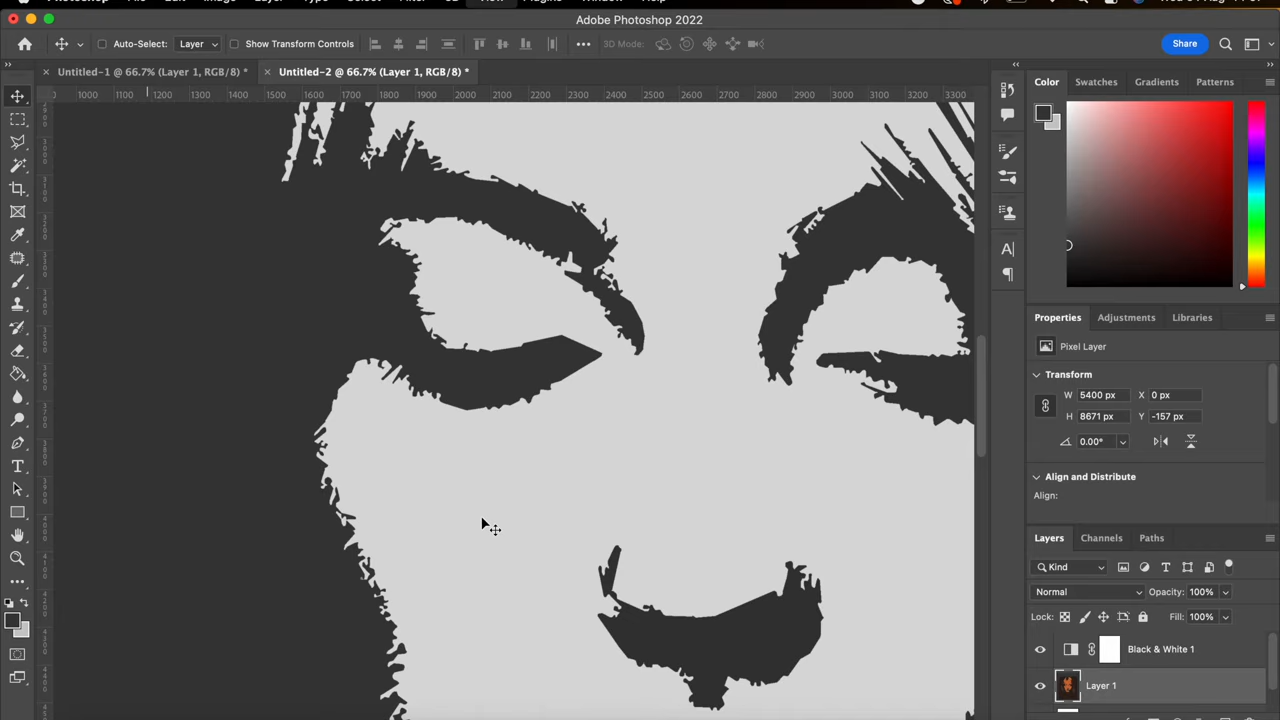 Adobe Photoshop 2022
Auto-Select: Layer Show Transform Controls 3D Mode: Share
Untitled-1 @ 66.7% (Layer 1, RGB/8) * Untitled-2 @ 66.7% (Layer 1, RGB/8) *
1000 1100 1200 1300 1400 1500 1600 1700 1800 1900 2000 2100 2200 2300 2400 2500 2600 2700 2800 2900 3000 3100 3200 3300
Color Swatches Gradients Patterns
Properties Adjustments Libraries
Pixel Layer
Transform
W 5400 px X 0 px
H 8671 px Y -157 px
0.00°
Align and Distribute
Align:
Layers Channels Paths
Kind
Normal Opacity: 100%
Lock: Fill: 100%
Black & White 1
Layer 1